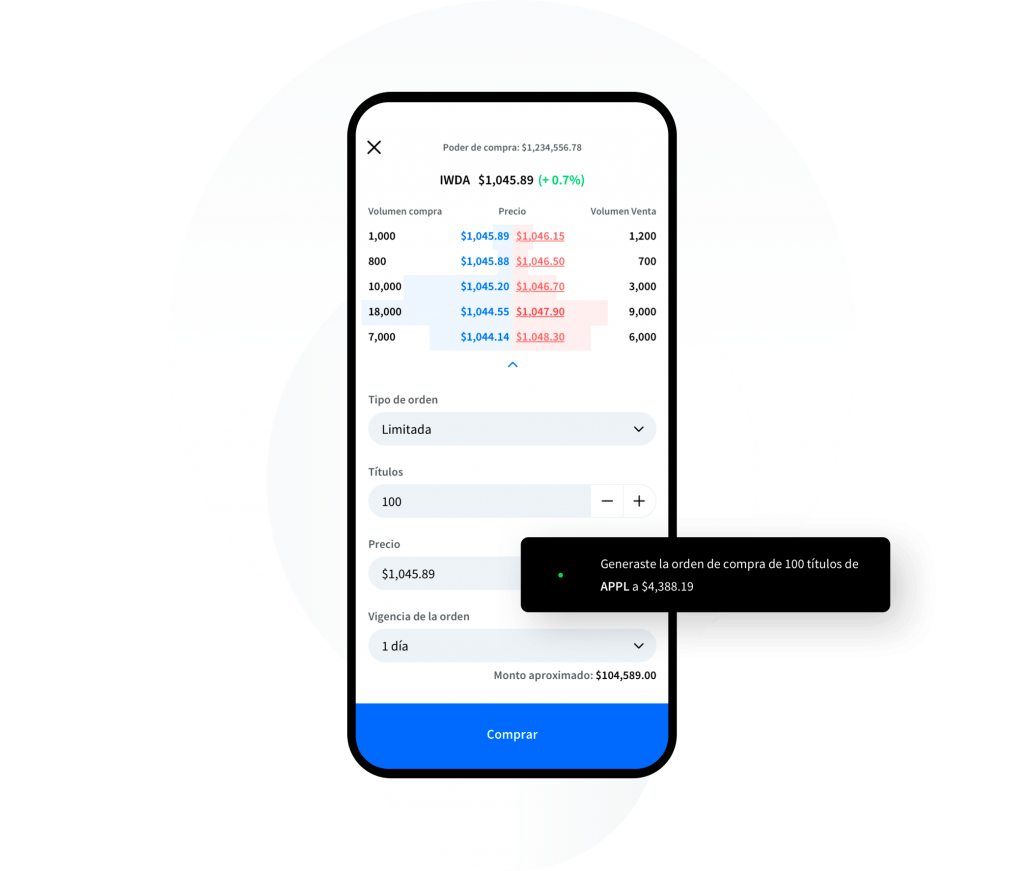 Poder de compra: $1,234,556.78
IWDA $1,045.89 (+ 0.7%)
Volumen compra Precio Volumen Venta
1,000 $1,045.89 $1,046.15 1,200
800 $1,045.88 $1,046.50 700
10,000 $1,045.20 $1,046.70 3,000
18,000 $1,044.55 $1,047.90 9,000
7,000 $1,044.14 $1,048.30 6,000
Tipo de orden
Limitada
Títulos
100
Precio
$1,045.89
Generaste la orden de compra de 100 títulos de
APPL a $4,388.19
Vigencia de la orden
1 día
Monto aproximado: $104,589.00
Comprar